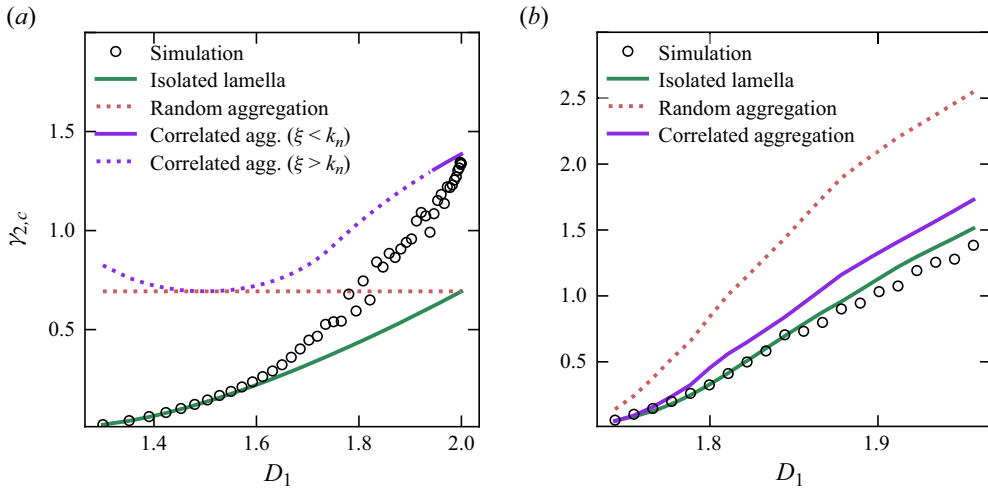 (a)
Simulation
Isolated lamella
Random aggregation
Correlated agg. (ξ < kₙ)
Correlated agg. (ξ > kₙ)
1.5
1.0
0.5
γ₂,c
1.4
1.6
1.8
2.0
D₁
(b)
Simulation
Isolated lamella
Random aggregation
Correlated aggregation
2.5
2.0
1.5
1.0
0.5
1.8
1.9
D₁